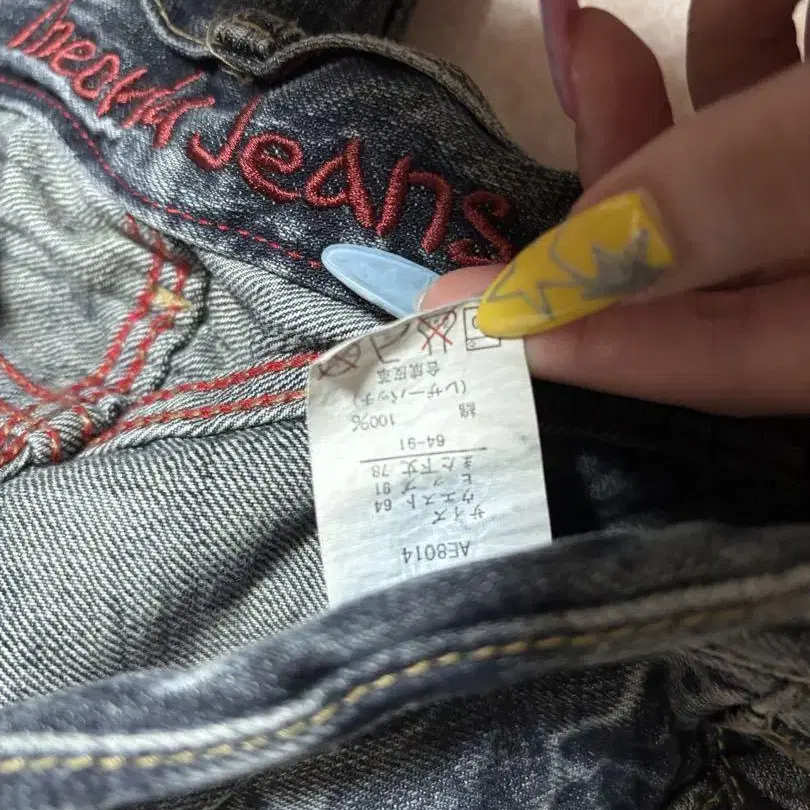 Jeans
AE8014
サイズ
ウエスト 64
ヒップ 91
また下丈 78
64-91
綿 100%
(レザーパッチ)
合成皮革